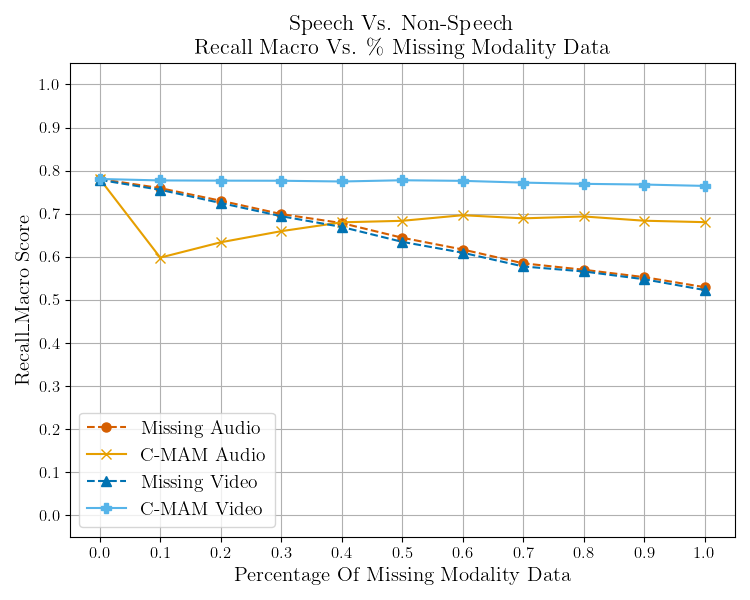 Speech Vs. Non-Speech
Recall Macro Vs. % Missing Modality Data
1.0
0.9
0.8
0.7
0.6
0.5
0.4
0.3
0.2
0.1
0.0
Recall_Macro Score
Missing Audio
C-MAM Audio
Missing Video
C-MAM Video
0.0 0.1 0.2 0.3 0.4 0.5 0.6 0.7 0.8 0.9 1.0
Percentage Of Missing Modality Data